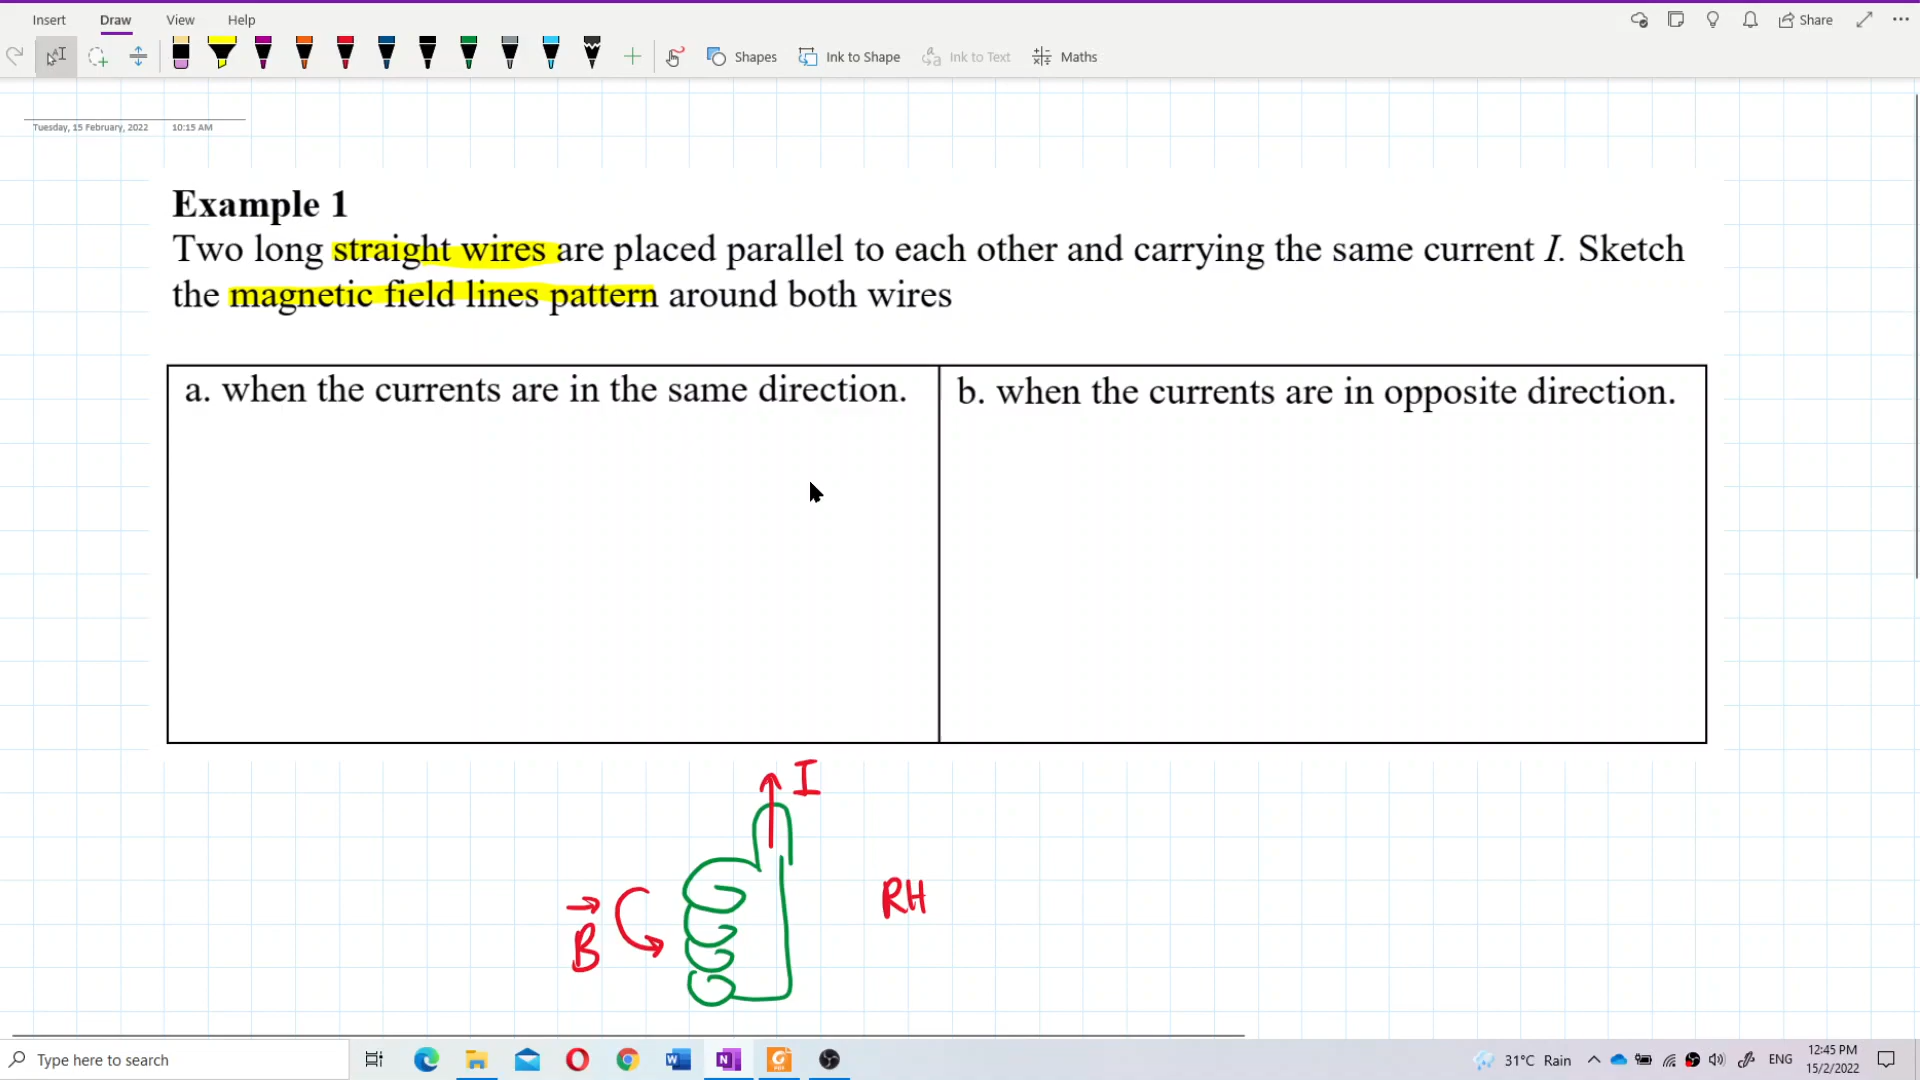 Insert Draw View Help
Share
Shapes Ink to Shape Ink to Text Maths
Tuesday, 15 February, 2022 10:15 AM
Example 1
Two long straight wires are placed parallel to each other and carrying the same current I. Sketch
the magnetic field lines pattern around both wires
a. when the currents are in the same direction.
b. when the currents are in opposite direction.
I
RH
B
Type here to search
31°C Rain
ENG
12:45 PM
15/2/2022